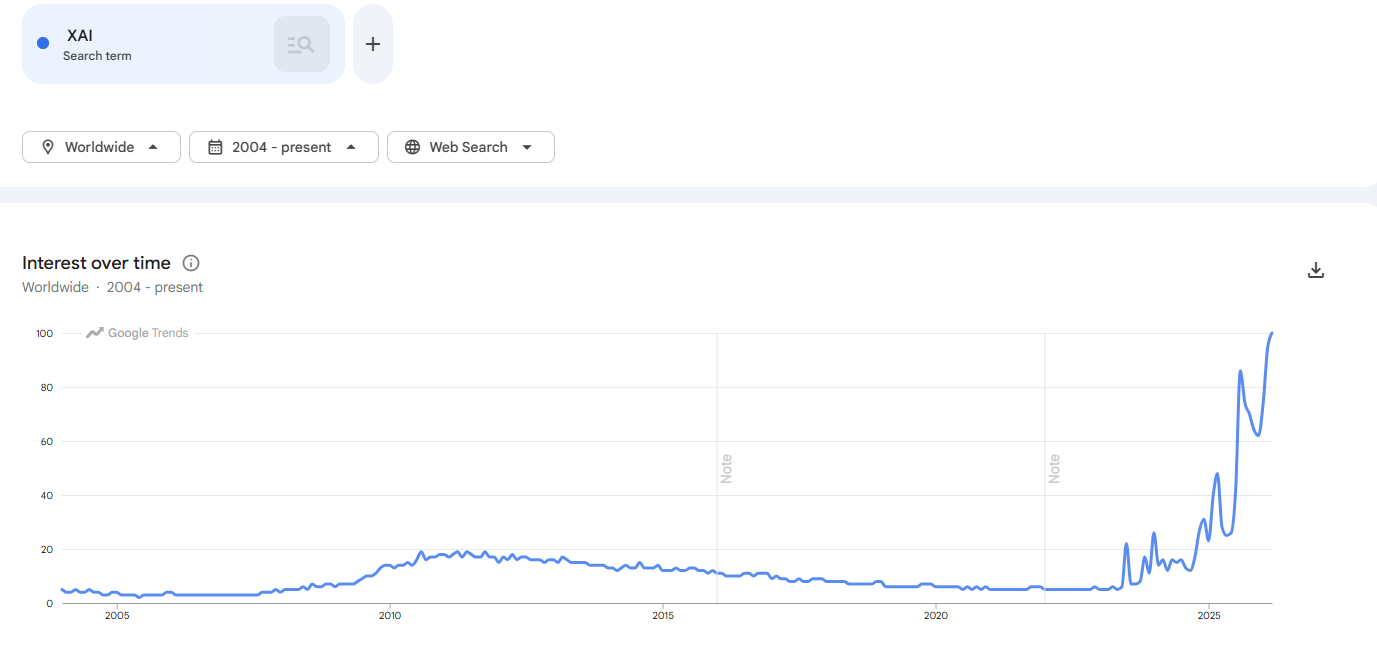 XAI
Search term
Worldwide
2004 - present
Web Search
Interest over time
Worldwide · 2004 - present
Google Trends
100
80
60
40
20
0
Note
Note
2005
2010
2015
2020
2025